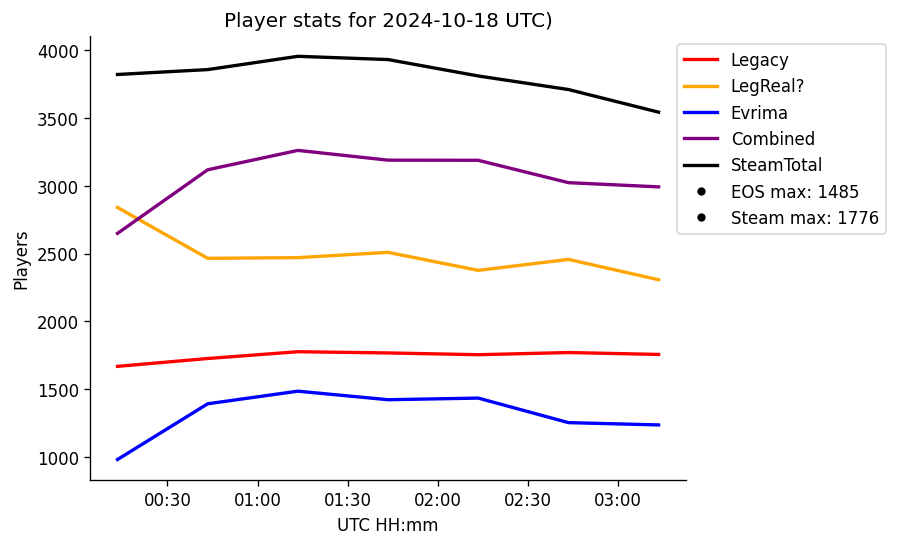 Player stats for 2024-10-18 UTC)
4000
3500
3000
2500
2000
1500
1000
Players
00:30 01:00 01:30 02:00 02:30 03:00
UTC HH:mm
Legacy
LegReal?
Evrima
Combined
SteamTotal
EOS max: 1485
Steam max: 1776